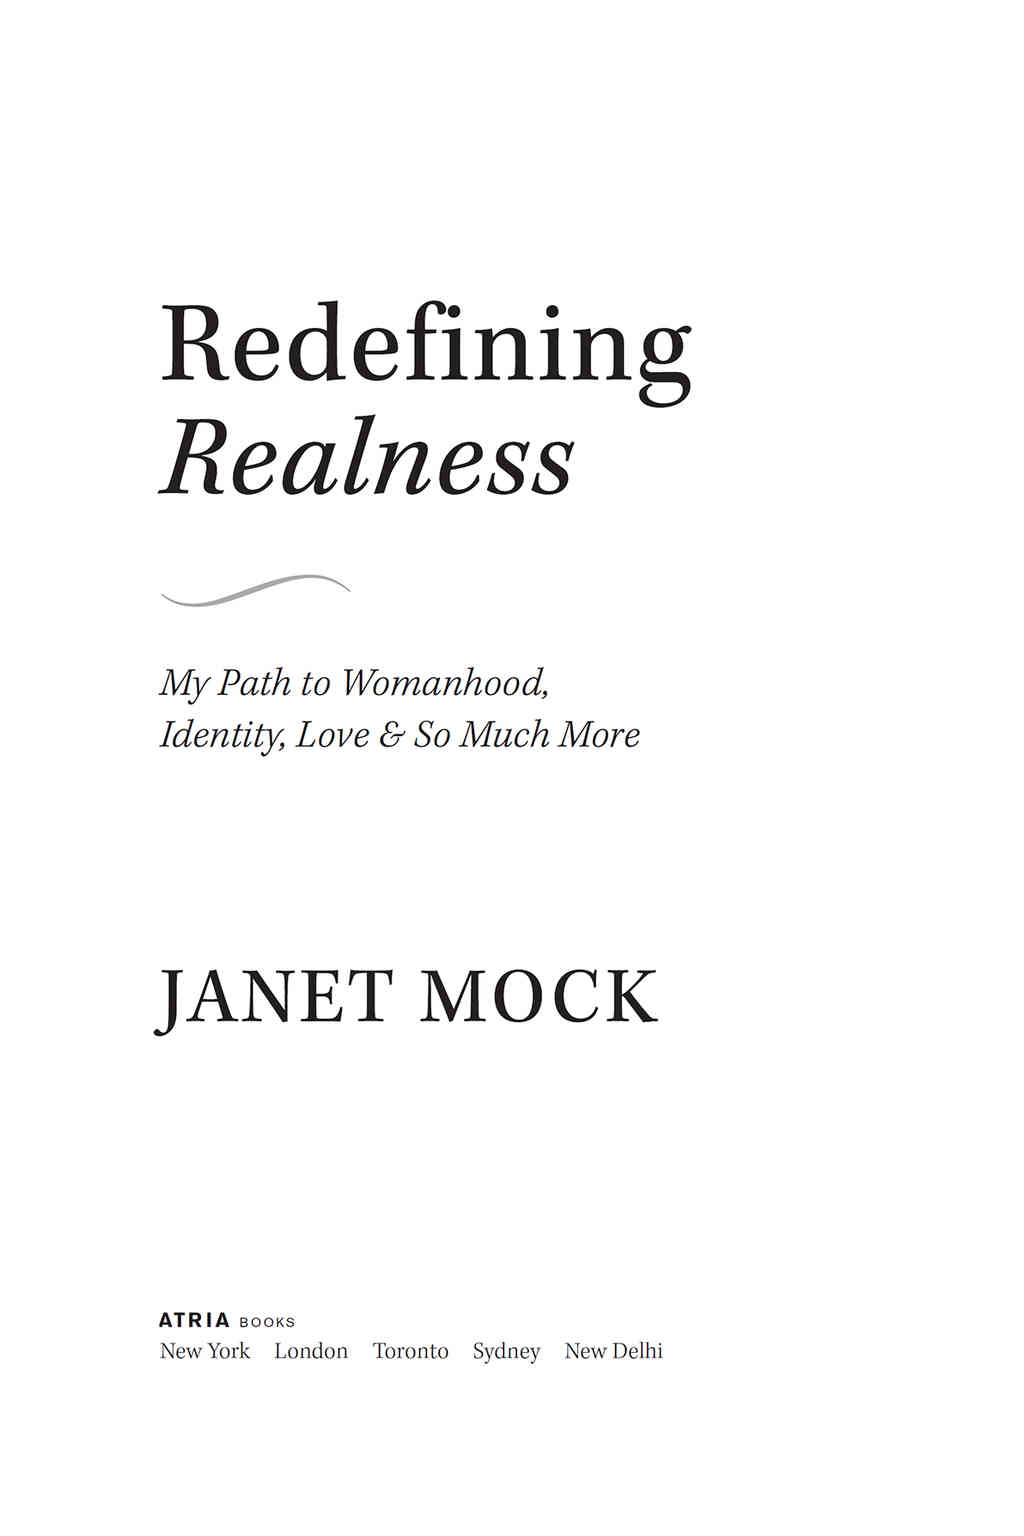 Redefining
Realness
My Path to Womanhood,
Identity, Love & So Much More
JANET MOCK
ATRIA BOOKS
New York London Toronto Sydney New Delhi